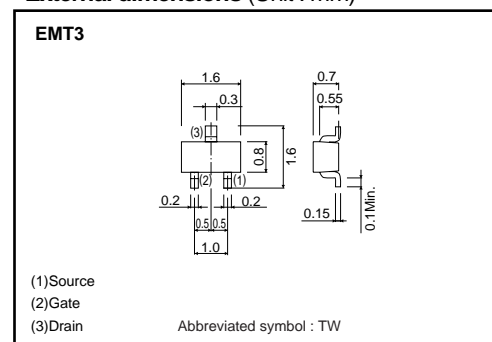 External dimensions (Unit : mm)
EMT3
1.6
0.3
(3)
0.8
1.6
(2)
(1)
0.2
0.2
0.5
0.5
1.0
0.7
0.55
0.15
0.1Min.
(1)Source
(2)Gate
(3)Drain
Abbreviated symbol : TW